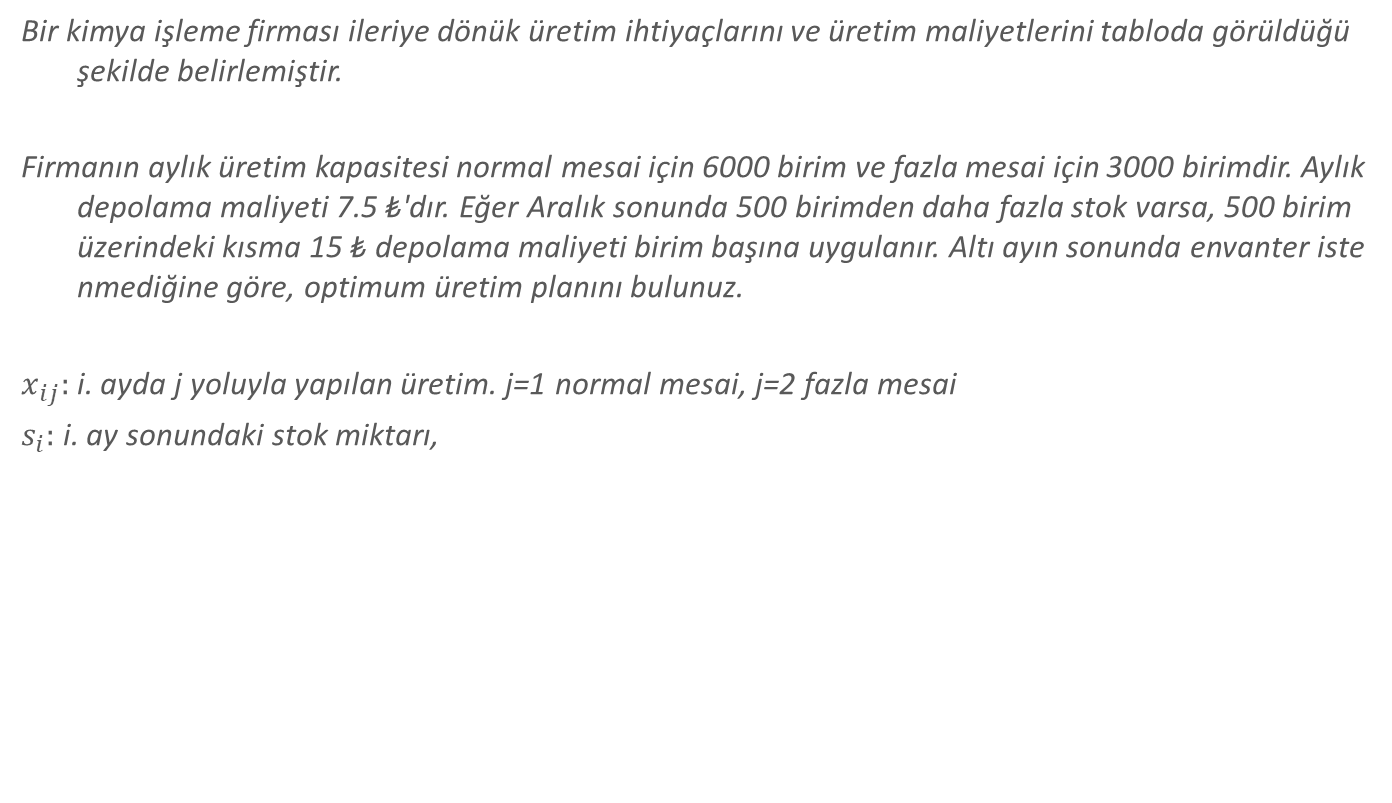 Bir kimya işleme firması ileriye dönük üretim ihtiyaçlarını ve üretim maliyetlerini tabloda görüldüğü
şekilde belirlemiştir.
Firmanın aylık üretim kapasitesi normal mesai için 6000 birim ve fazla mesai için 3000 birimdir. Aylık
depolama maliyeti 7.5 ₺'dır. Eğer Aralık sonunda 500 birimden daha fazla stok varsa, 500 birim
üzerindeki kısma 15 ₺ depolama maliyeti birim başına uygulanır. Altı ayın sonunda envanter iste
nmediğine göre, optimum üretim planını bulunuz.
𝑥𝑖𝑗: i. ayda j yoluyla yapılan üretim. j=1 normal mesai, j=2 fazla mesai
𝑠𝑖: i. ay sonundaki stok miktarı,